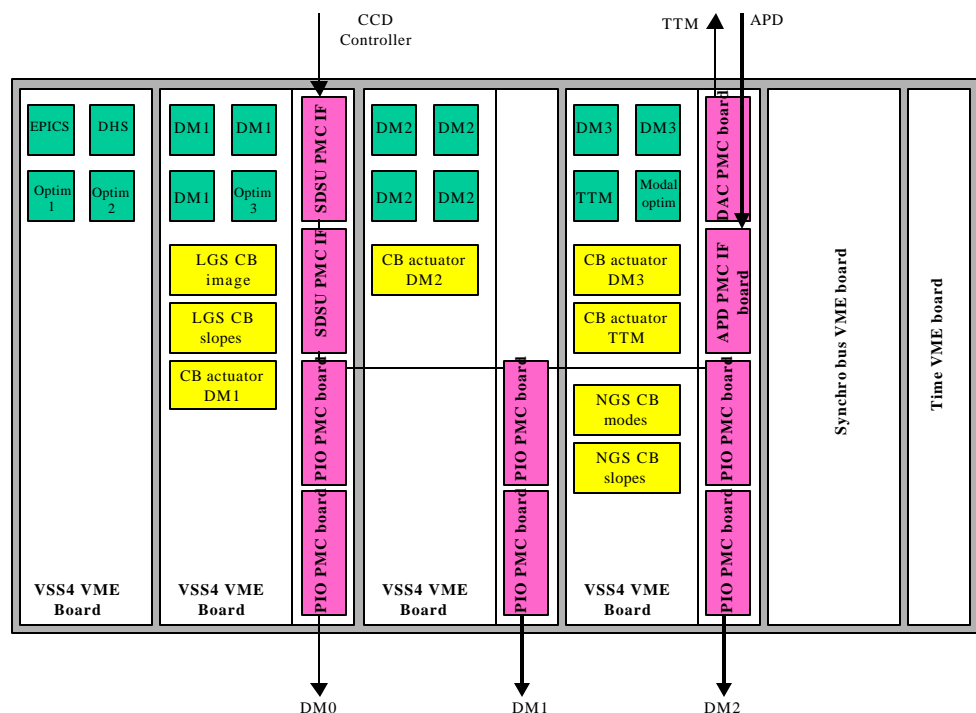 CCD
Controller
TTM
APD
EPICS
DHS
Optim
1
Optim
2
VSS4 VME
Board
DM1
DM1
DM1
Optim
3
LGS CB
image
LGS CB
slopes
CB actuator
DM1
VSS4 VME
Board
SDSU PMC IF
SDSU PMC IF
PIO PMC board
PIO PMC board
DM2
DM2
DM2
DM2
CB actuator
DM2
VSS4 VME
Board
PIO PMC board
PIO PMC board
DM3
DM3
TTM
Modal
optim
CB actuator
DM3
CB actuator
TTM
NGS CB
modes
NGS CB
slopes
VSS4 VME
Board
DAC PMC board
APD PMC IF
board
PIO PMC board
PIO PMC board
Synchro bus VME board
Time VME board
DM0
DM1
DM2